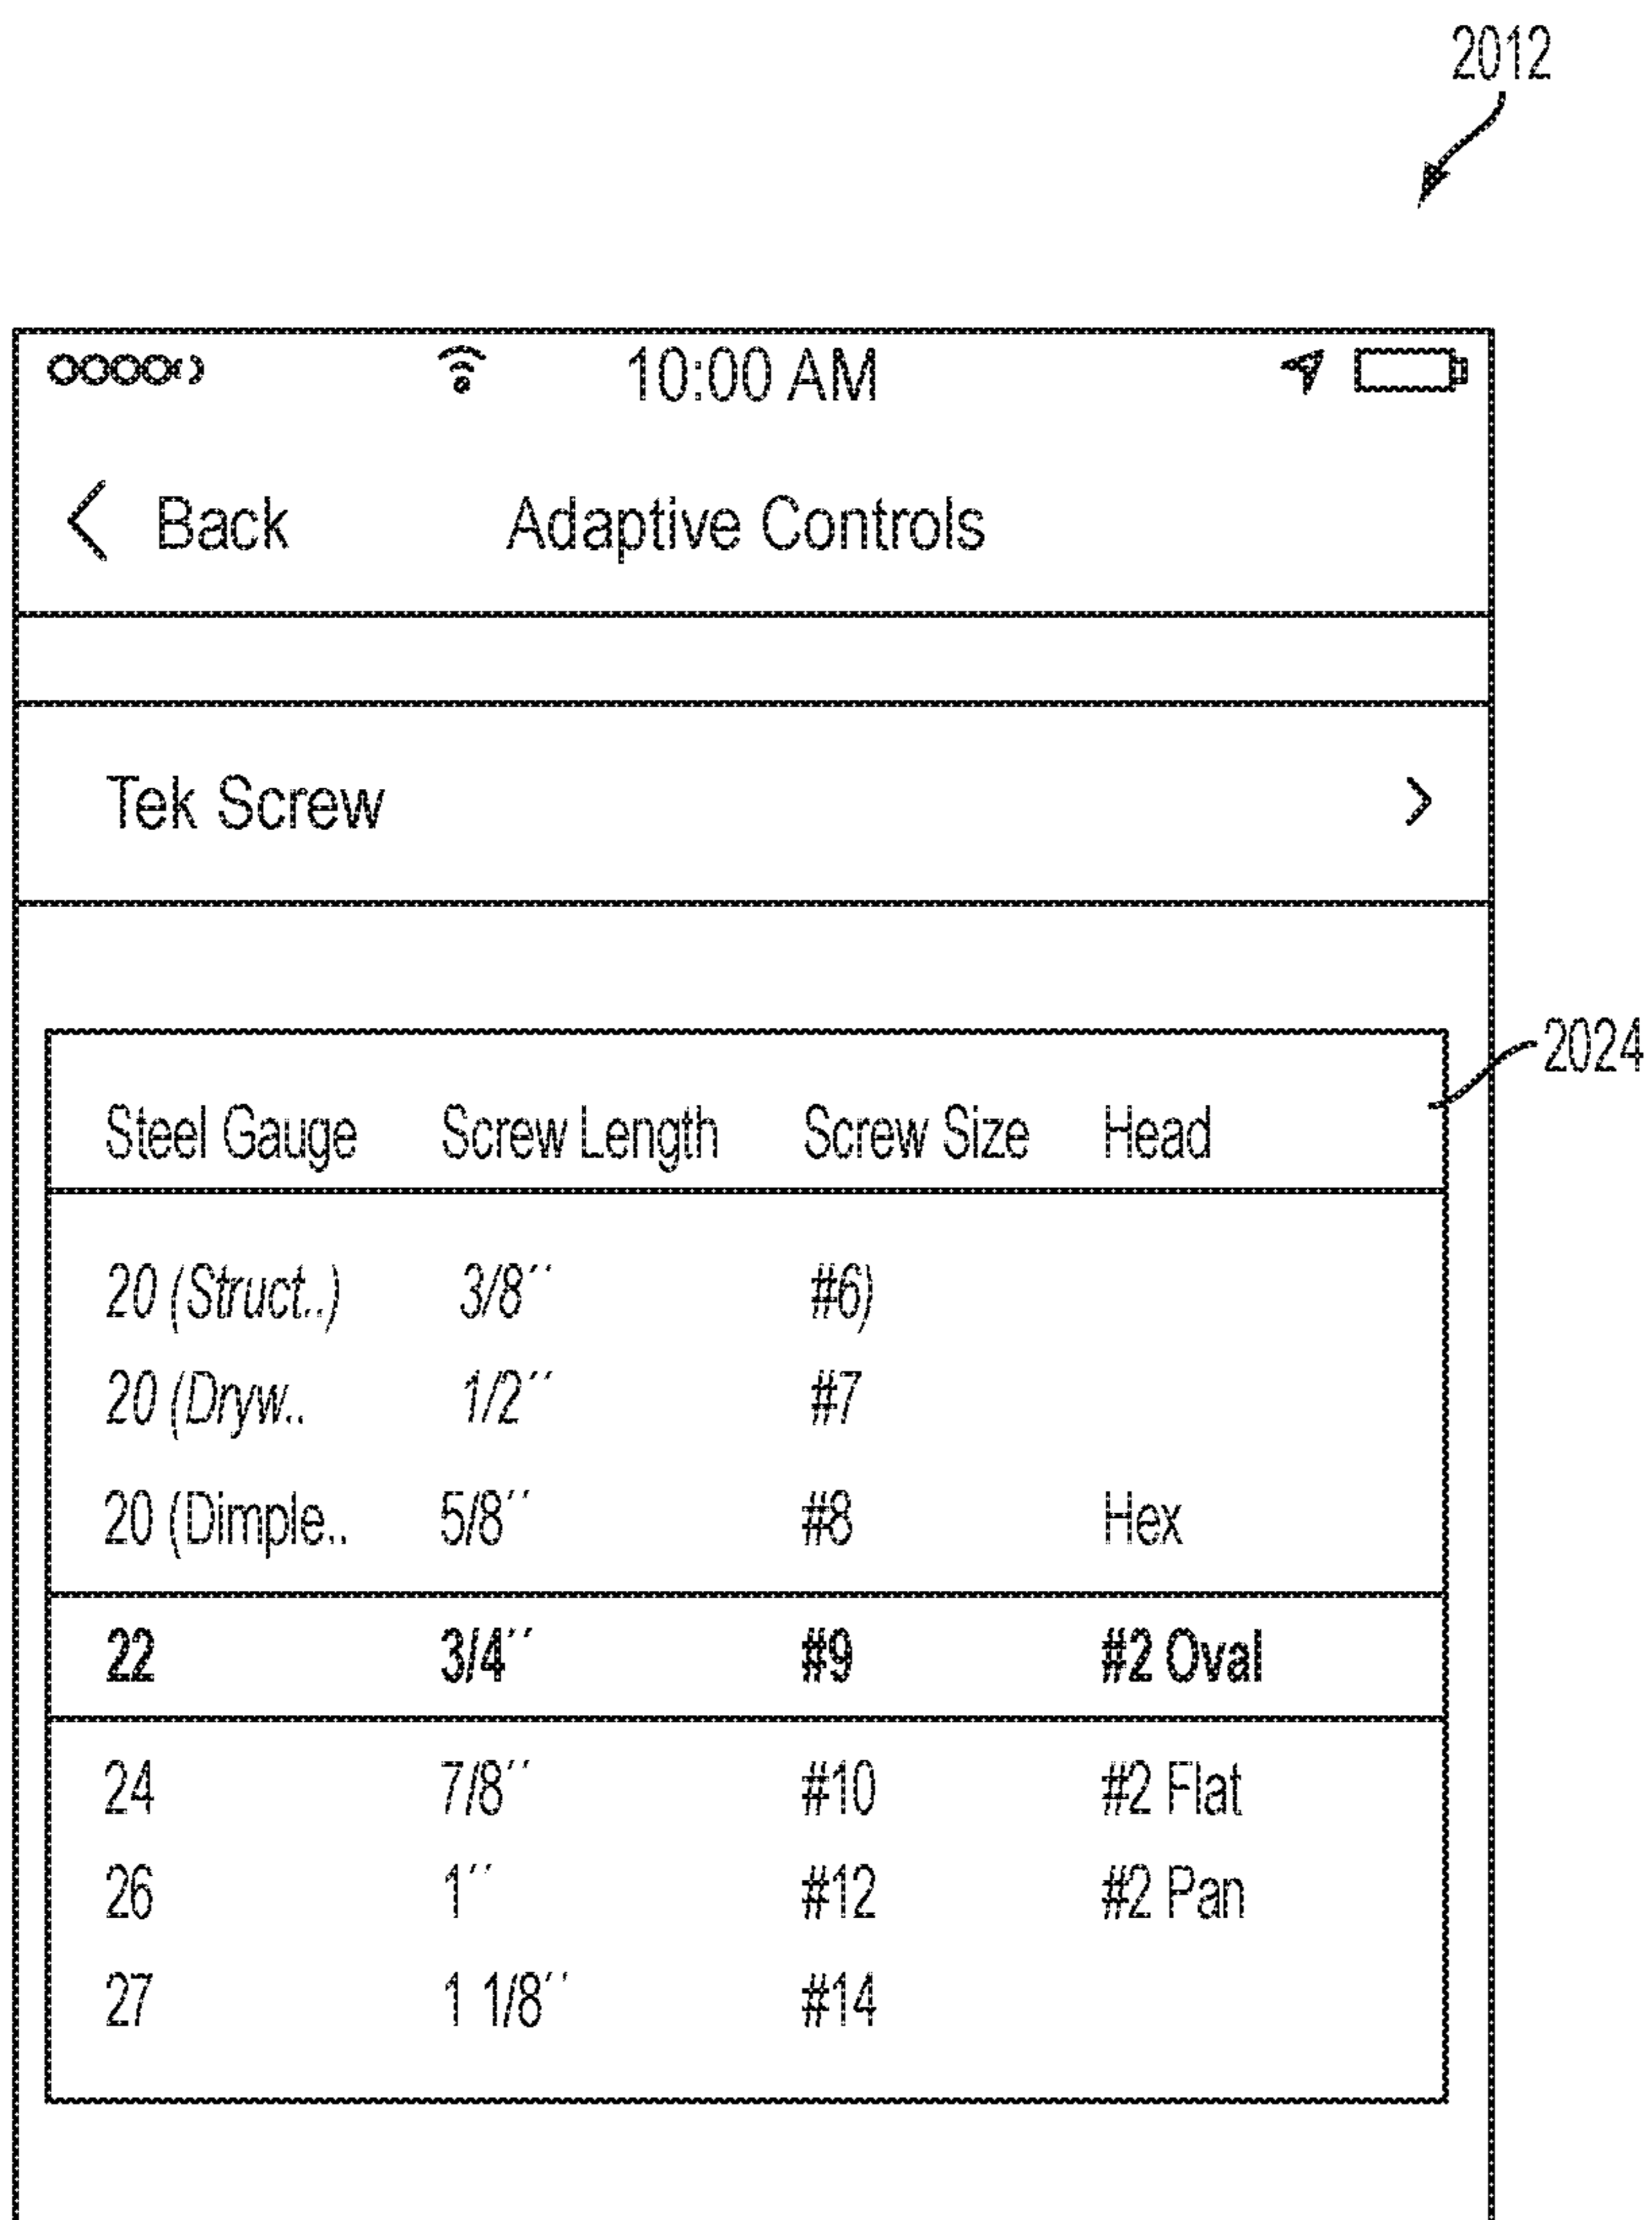 2012
10:00 AM
< Back Adaptive Controls
Tek Screw >
2024
Steel Gauge Screw Length Screw Size Head
20 (Struct..) 3/8´´ #6)
20 (Dryw.. 1/2´´ #7
20 (Dimple.. 5/8´´ #8 Hex
22 3/4´´ #9 #2 Oval
24 7/8´´ #10 #2 Flat
26 1´´ #12 #2 Pan
27 1 1/8´´ #14